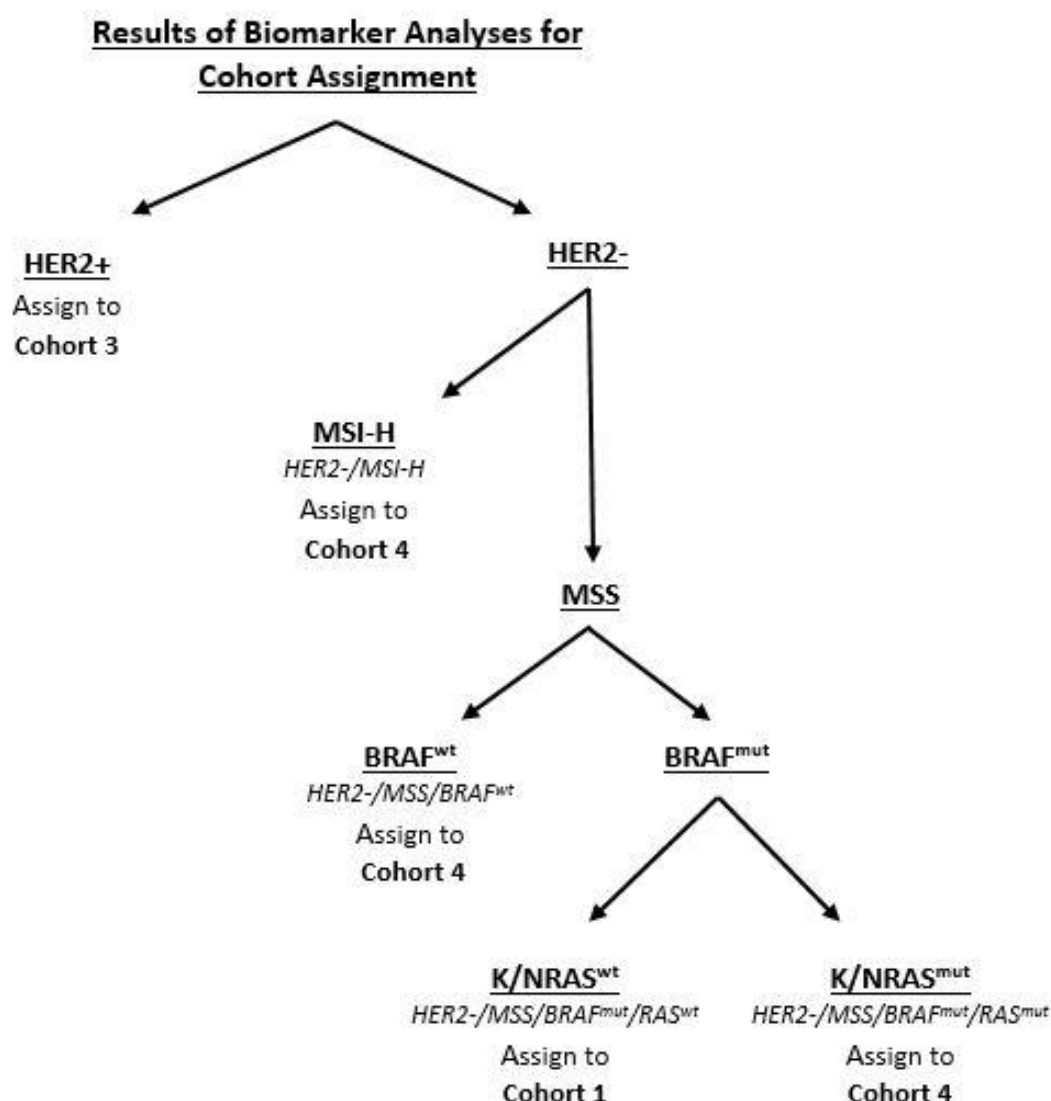 Results of Biomarker Analyses for
Cohort Assignment
HER2+
Assign to
Cohort 3
HER2-
MSI-H
HER2-/MSI-H
Assign to
Cohort 4
MSS
BRAFwt
HER2-/MSS/BRAFwt
Assign to
Cohort 4
BRAFmut
K/NRASwt
HER2-/MSS/BRAFmut/RASwt
Assign to
Cohort 1
K/NRASmut
HER2-/MSS/BRAFmut/RASmut
Assign to
Cohort 4